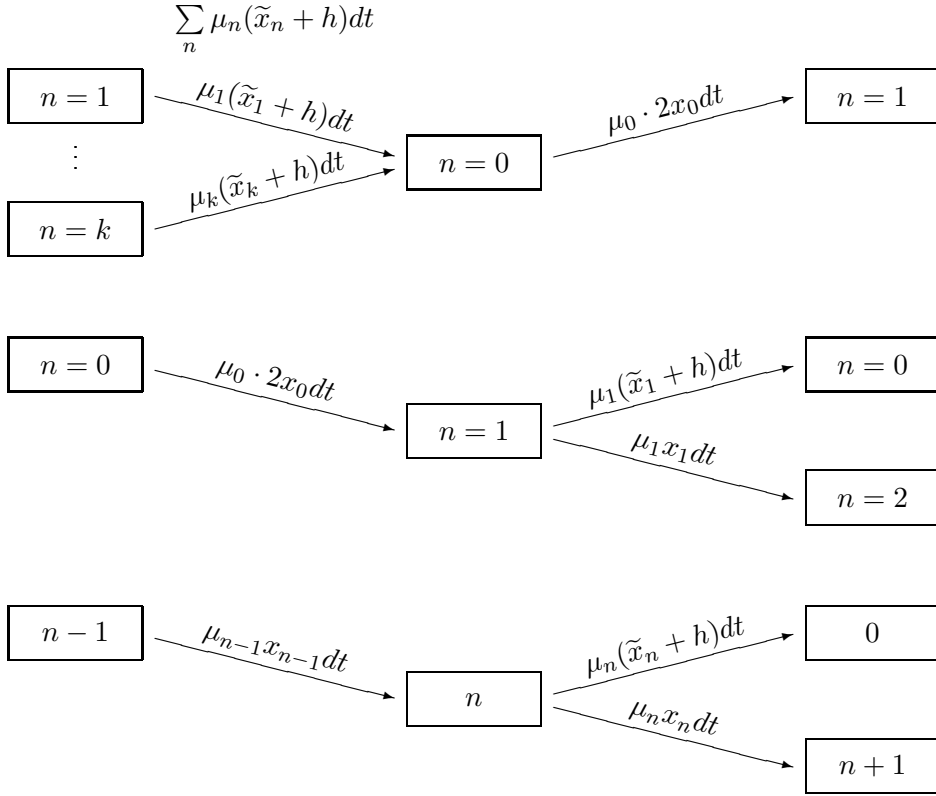 ∑_n μ_n(x̃_n + h)dt
n = 1
μ_1(x̃_1 + h)dt
μ_0 · 2x_0dt
n = 1
⋮
n = 0
μ_k(x̃_k + h)dt
n = k
n = 0
μ_0 · 2x_0dt
μ_1(x̃_1 + h)dt
n = 0
n = 1
μ_1x_1dt
n = 2
n − 1
μ_{n−1}x_{n−1}dt
μ_n(x̃_n + h)dt
0
n
μ_nx_ndt
n + 1